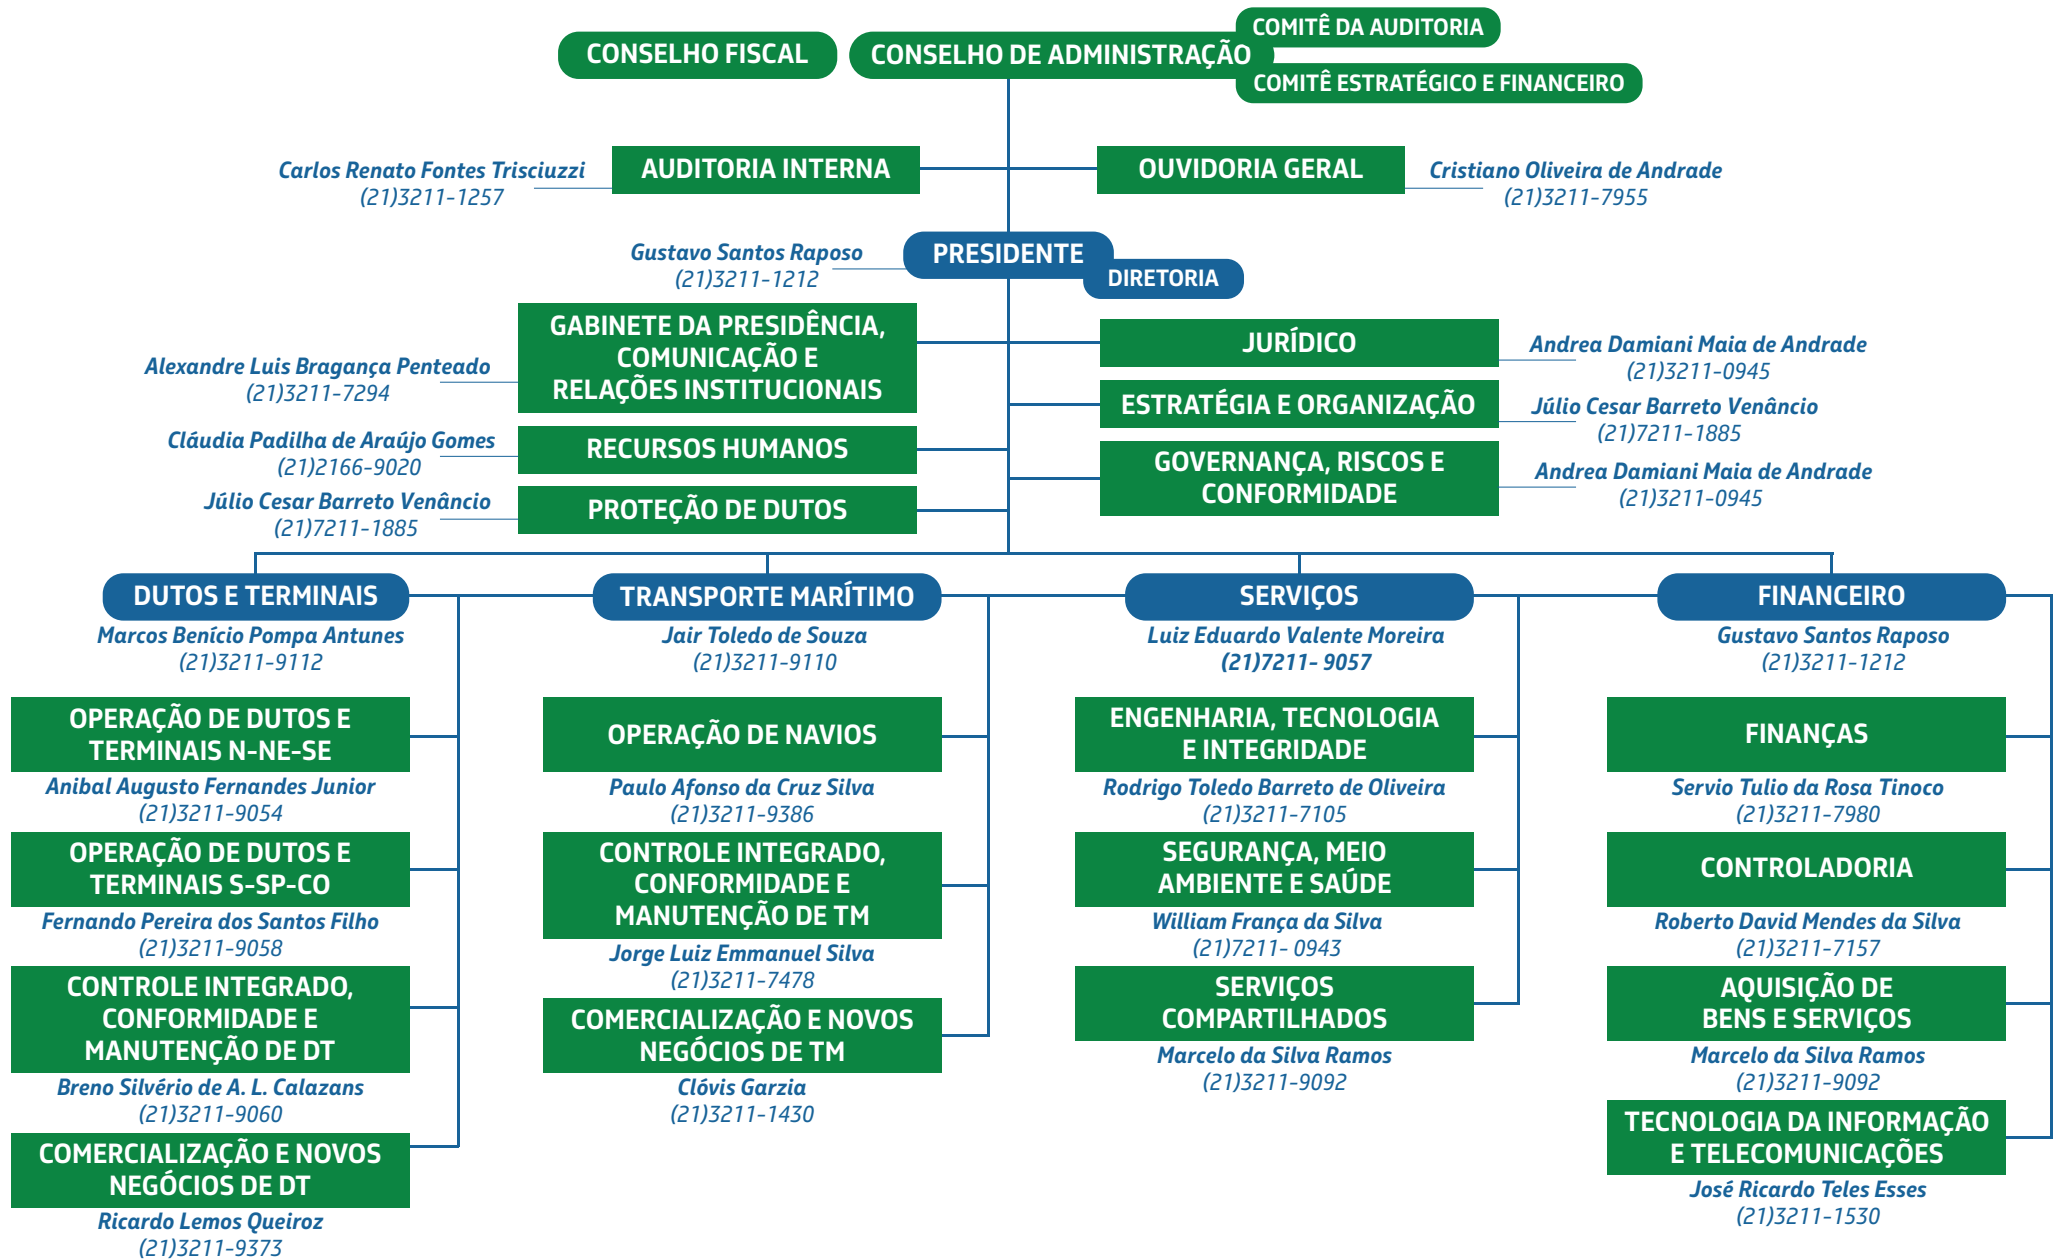 CONSELHO FISCAL
CONSELHO DE ADMINISTRAÇÃO
COMITÊ DA AUDITORIA
COMITÊ ESTRATÉGICO E FINANCEIRO
Carlos Renato Fontes Trisciuzzi
(21)3211-1257
AUDITORIA INTERNA
OUVIDORIA GERAL
Cristiano Oliveira de Andrade
(21)3211-7955
Gustavo Santos Raposo
(21)3211-1212
PRESIDENTE
DIRETORIA
Alexandre Luis Bragança Penteado
(21)3211-7294
GABINETE DA PRESIDÊNCIA,
COMUNICAÇÃO E
RELAÇÕES INSTITUCIONAIS
JURÍDICO
Andrea Damiani Maia de Andrade
(21)3211-0945
ESTRATÉGIA E ORGANIZAÇÃO
Júlio Cesar Barreto Venâncio
(21)7211-1885
Cláudia Padilha de Araújo Gomes
(21)2166-9020
RECURSOS HUMANOS
GOVERNANÇA, RISCOS E
CONFORMIDADE
Andrea Damiani Maia de Andrade
(21)3211-0945
Júlio Cesar Barreto Venâncio
(21)7211-1885
PROTEÇÃO DE DUTOS
DUTOS E TERMINAIS
Marcos Benício Pompa Antunes
(21)3211-9112
OPERAÇÃO DE DUTOS E
TERMINAIS N-NE-SE
Anibal Augusto Fernandes Junior
(21)3211-9054
OPERAÇÃO DE DUTOS E
TERMINAIS S-SP-CO
Fernando Pereira dos Santos Filho
(21)3211-9058
CONTROLE INTEGRADO,
CONFORMIDADE E
MANUTENÇÃO DE DT
Breno Silvério de A. L. Calazans
(21)3211-9060
COMERCIALIZAÇÃO E NOVOS
NEGÓCIOS DE DT
Ricardo Lemos Queiroz
(21)3211-9373
TRANSPORTE MARÍTIMO
Jair Toledo de Souza
(21)3211-9110
OPERAÇÃO DE NAVIOS
Paulo Afonso da Cruz Silva
(21)3211-9386
CONTROLE INTEGRADO,
CONFORMIDADE E
MANUTENÇÃO DE TM
Jorge Luiz Emmanuel Silva
(21)3211-7478
COMERCIALIZAÇÃO E NOVOS
NEGÓCIOS DE TM
Clóvis Garzia
(21)3211-1430
SERVIÇOS
Luiz Eduardo Valente Moreira
(21)7211- 9057
ENGENHARIA, TECNOLOGIA
E INTEGRIDADE
Rodrigo Toledo Barreto de Oliveira
(21)3211-7105
SEGURANÇA, MEIO
AMBIENTE E SAÚDE
William França da Silva
(21)7211- 0943
SERVIÇOS
COMPARTILHADOS
Marcelo da Silva Ramos
(21)3211-9092
FINANCEIRO
Gustavo Santos Raposo
(21)3211-1212
FINANÇAS
Servio Tulio da Rosa Tinoco
(21)3211-7980
CONTROLADORIA
Roberto David Mendes da Silva
(21)3211-7157
AQUISIÇÃO DE
BENS E SERVIÇOS
Marcelo da Silva Ramos
(21)3211-9092
TECNOLOGIA DA INFORMAÇÃO
E TELECOMUNICAÇÕES
José Ricardo Teles Esses
(21)3211-1530